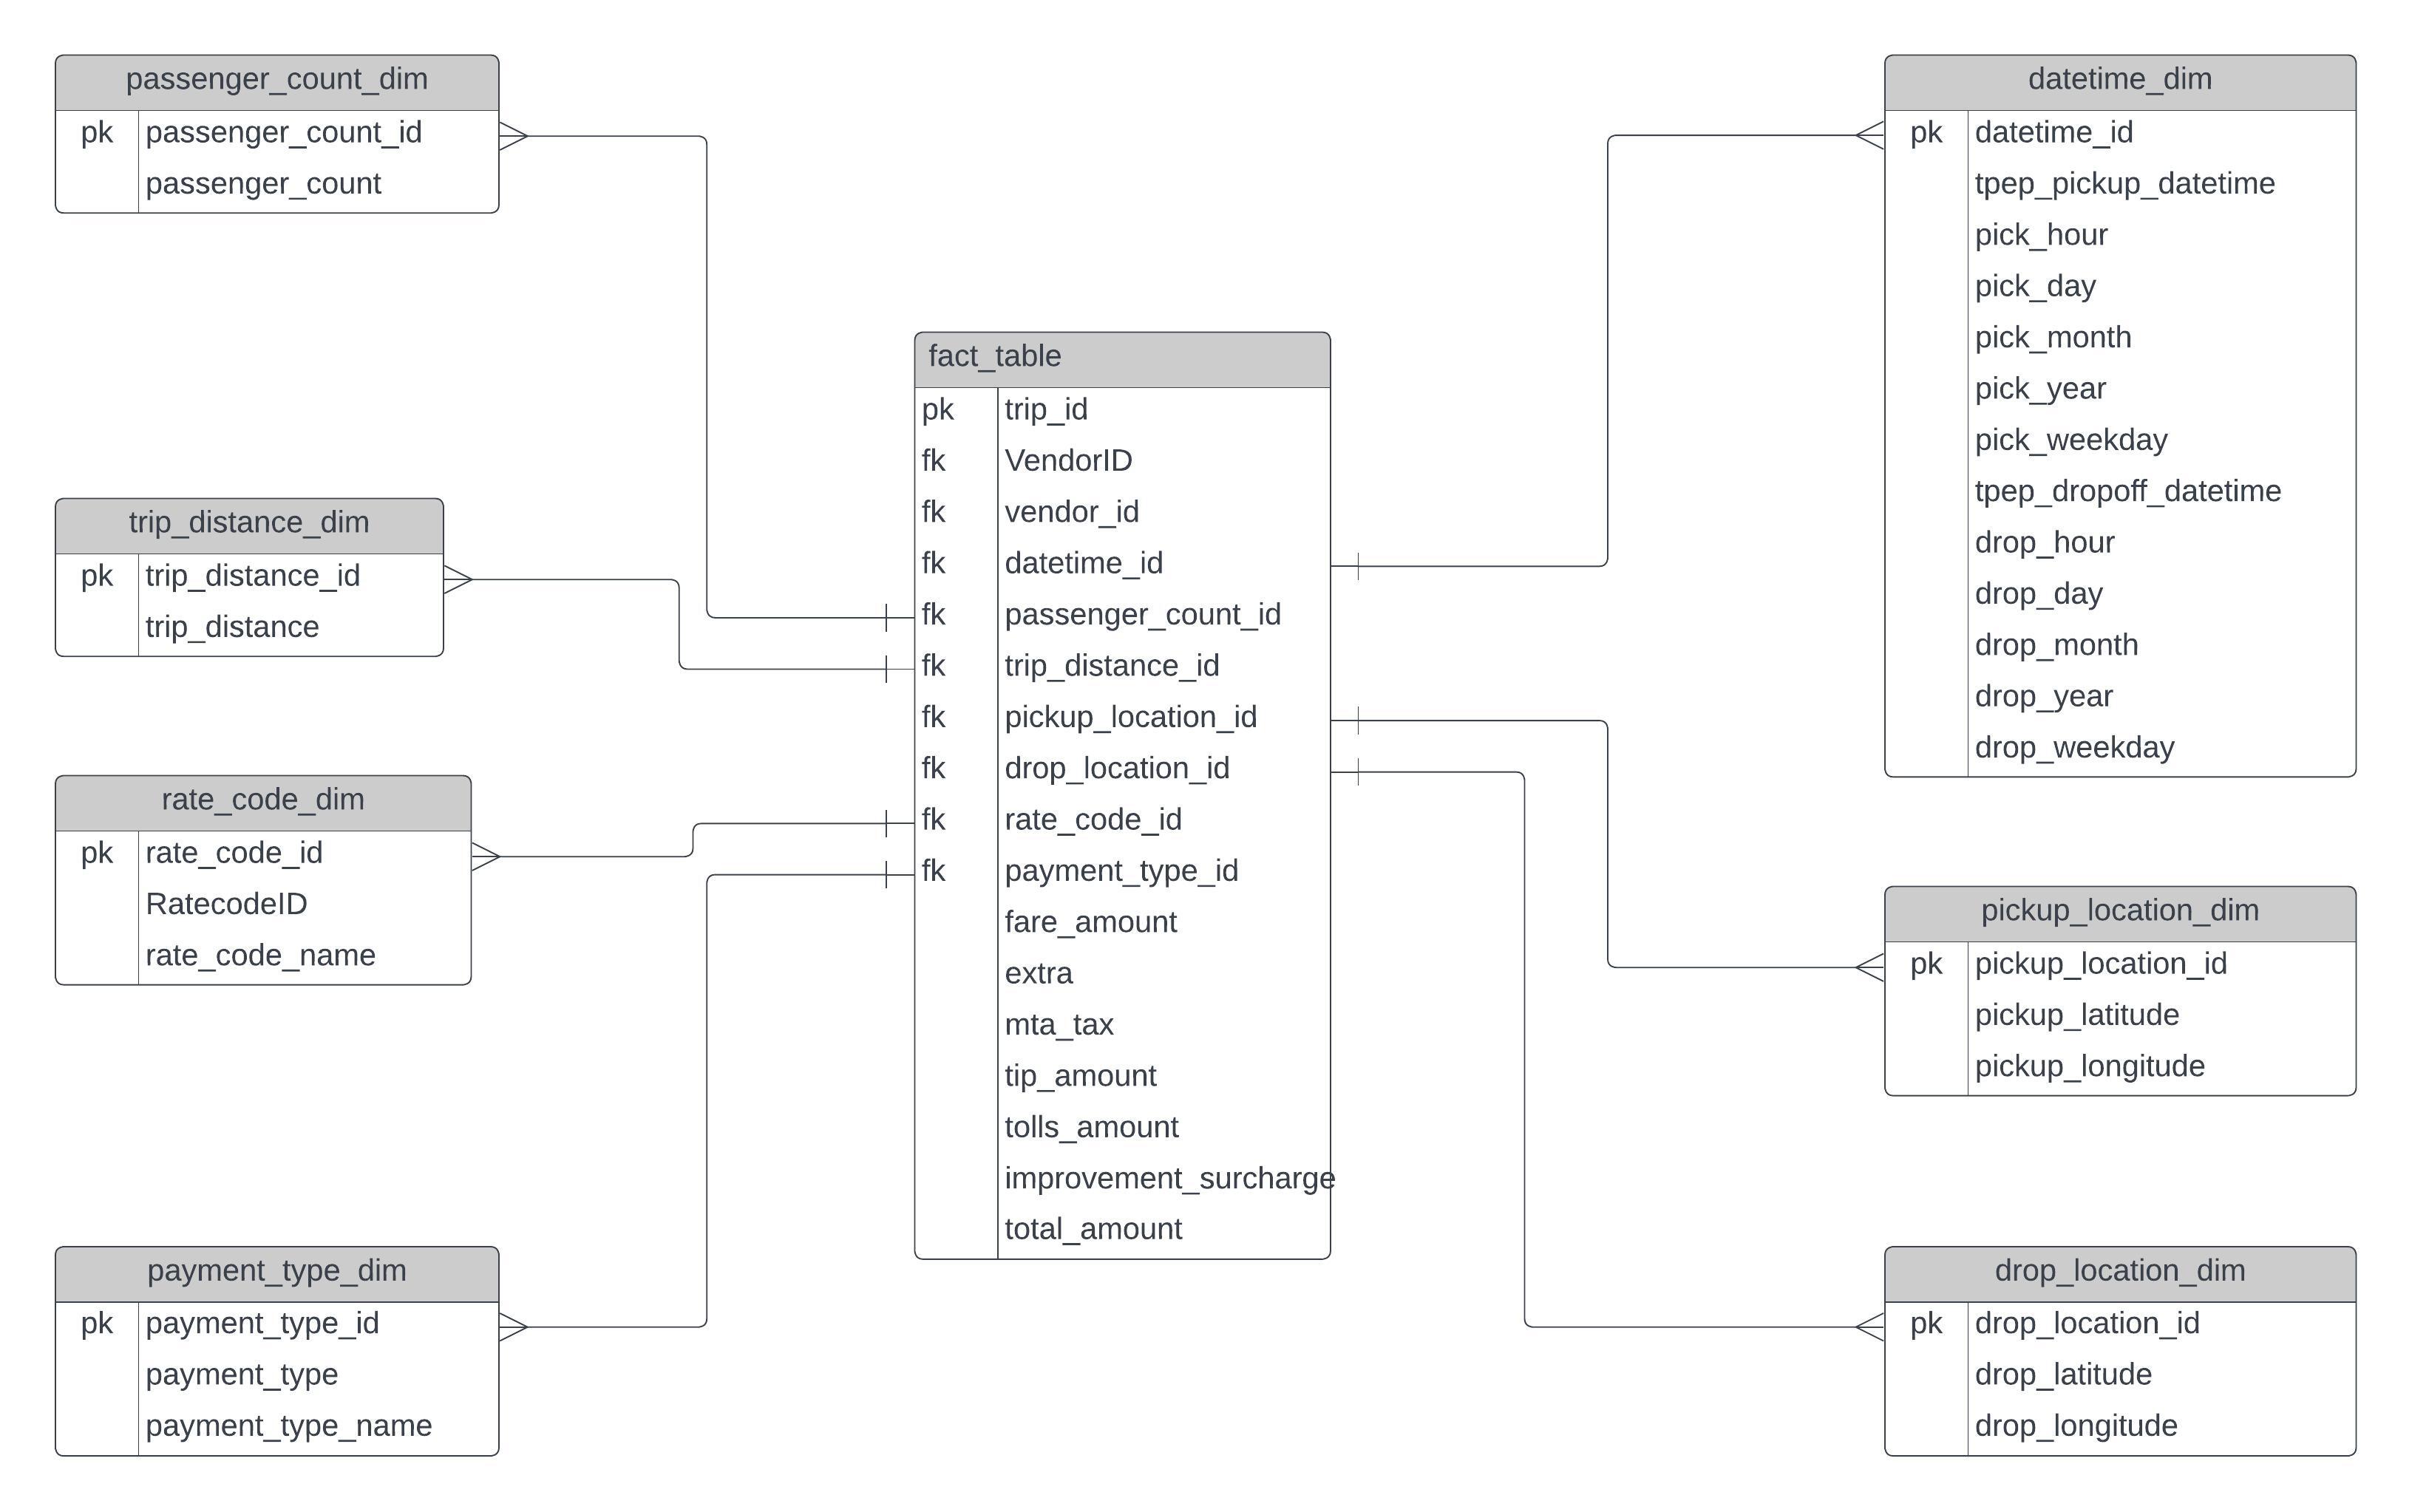 passenger_count_dim
pk passenger_count_id
passenger_count
trip_distance_dim
pk trip_distance_id
trip_distance
rate_code_dim
pk rate_code_id
RatecodeID
rate_code_name
payment_type_dim
pk payment_type_id
payment_type
payment_type_name
fact_table
pk trip_id
fk VendorID
fk vendor_id
fk datetime_id
fk passenger_count_id
fk trip_distance_id
fk pickup_location_id
fk drop_location_id
fk rate_code_id
fk payment_type_id
fare_amount
extra
mta_tax
tip_amount
tolls_amount
improvement_surcharge
total_amount
datetime_dim
pk datetime_id
tpep_pickup_datetime
pick_hour
pick_day
pick_month
pick_year
pick_weekday
tpep_dropoff_datetime
drop_hour
drop_day
drop_month
drop_year
drop_weekday
pickup_location_dim
pk pickup_location_id
pickup_latitude
pickup_longitude
drop_location_dim
pk drop_location_id
drop_latitude
drop_longitude